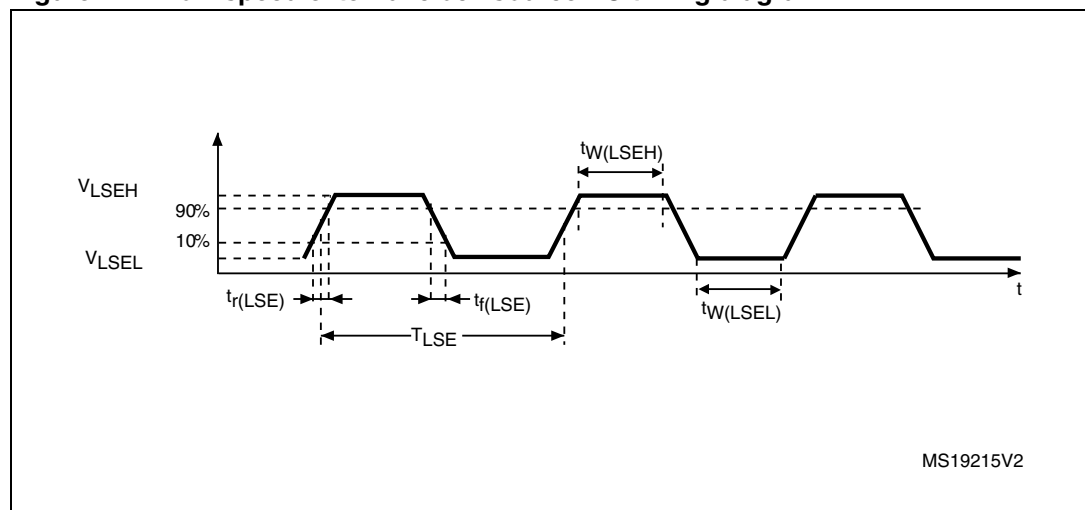 tW(LSEH)
VLSEH
90%
10%
VLSEL
tr(LSE)
tf(LSE)
t
tW(LSEL)
TLSE
MS19215V2